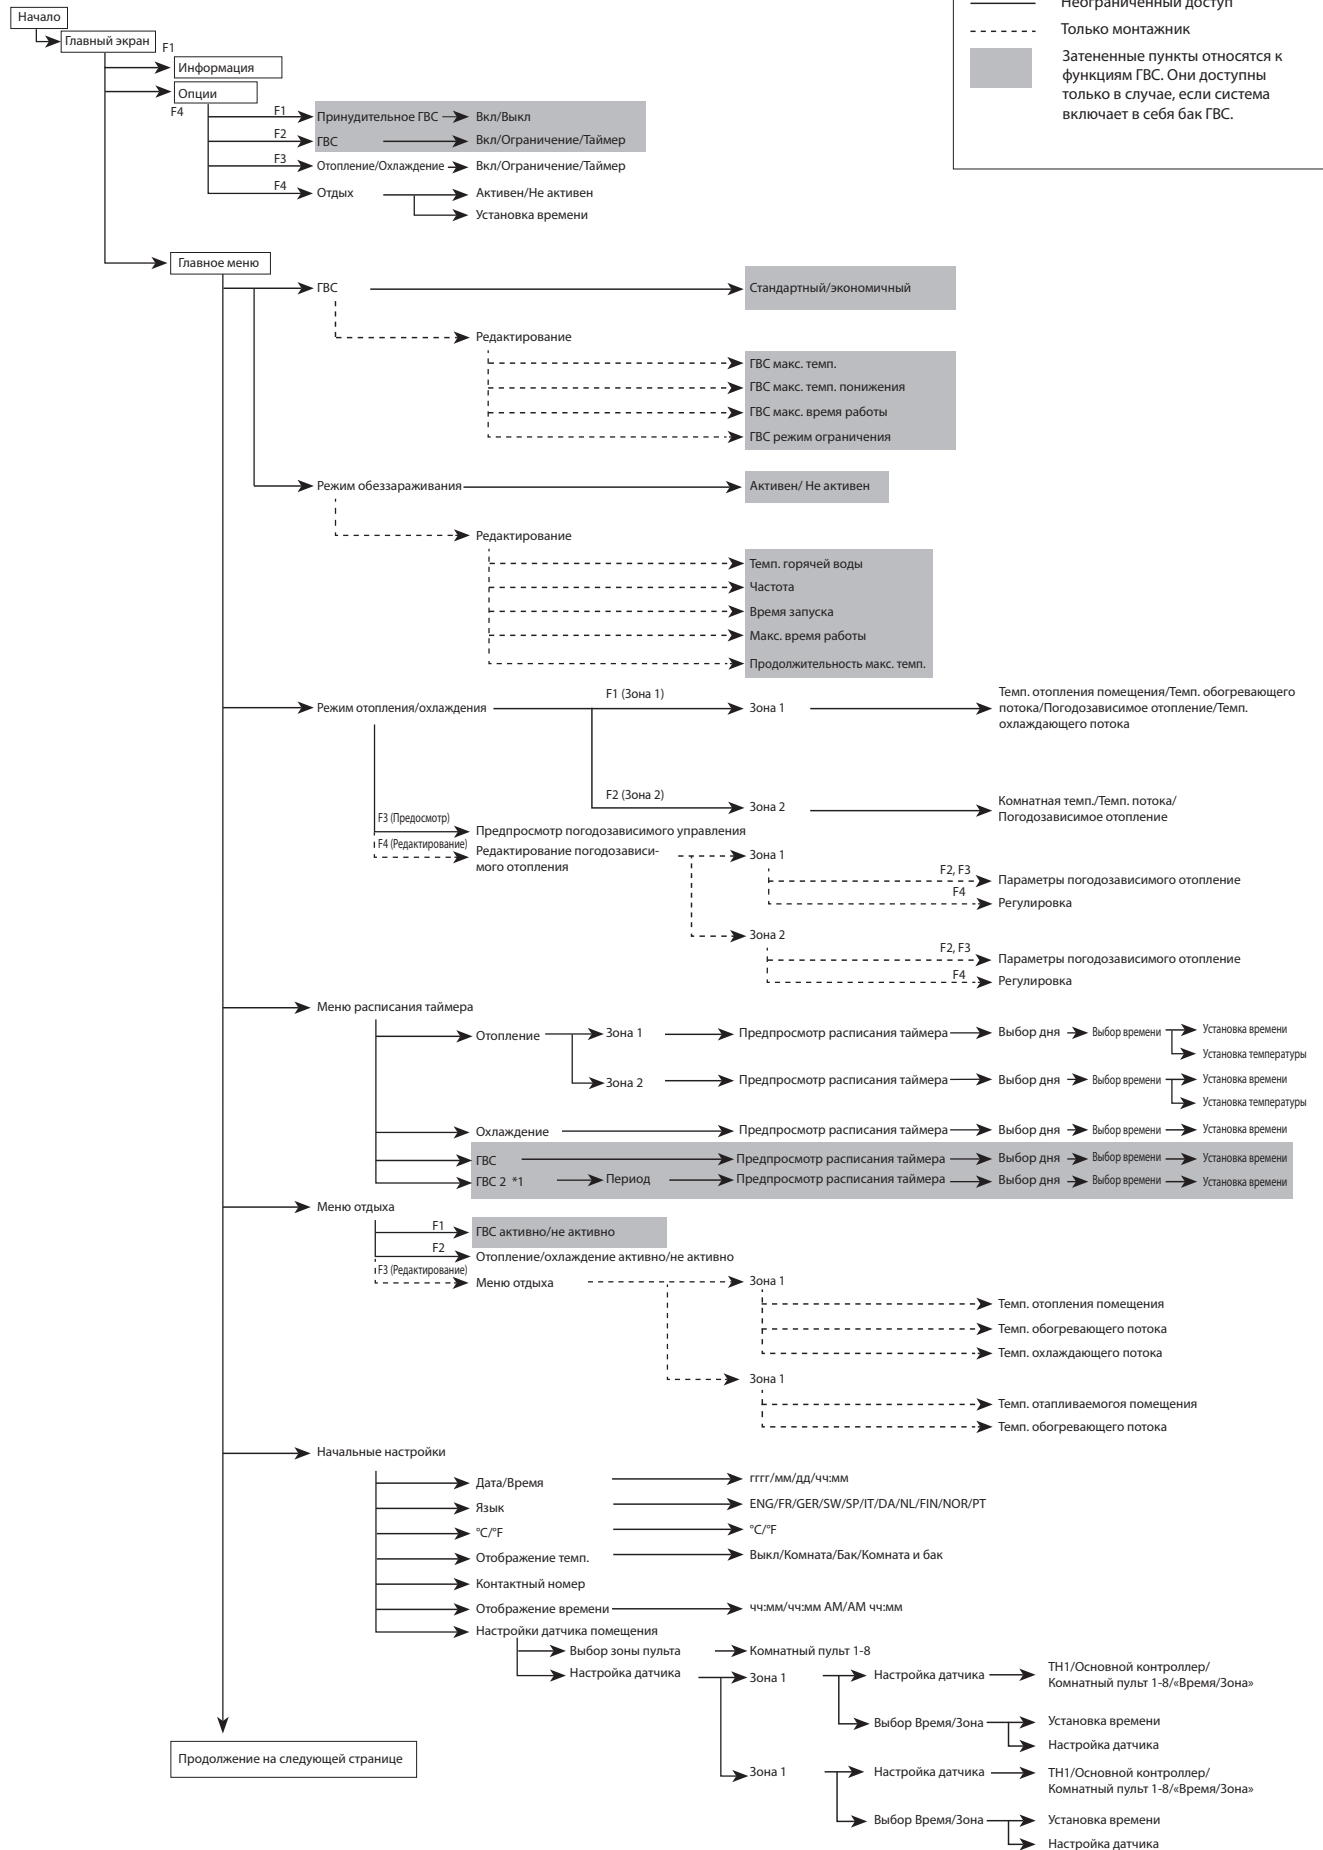 Неограниченный доступ
Только монтажник
Затененные пункты относятся к
функциям ГВС. Они доступны
только в случае, если система
включает в себя бак ГВС.
Начало
Главный экран
F1
Информация
Опции
F4
F1 Принудительное ГВС Вкл/Выкл
F2 ГВС Вкл/Ограничение/Таймер
F3 Отопление/Охлаждение Вкл/Ограничение/Таймер
F4 Отдых Активен/Не активен
Установка времени
Главное меню
ГВС Стандартный/экономичный
Редактирование
ГВС макс. темп.
ГВС макс. темп. понижения
ГВС макс. время работы
ГВС режим ограничения
Режим обеззараживания Активен/ Не активен
Редактирование
Темп. горячей воды
Частота
Время запуска
Макс. время работы
Продолжительность макс. темп.
Режим отопления/охлаждения F1 (Зона 1) Зона 1
Темп. отопления помещения/Темп. обогревающего
потока/Погодозависимое отопление/Темп.
охлаждающего потока
F2 (Зона 2) Зона 2
Комнатная темп./Темп. потока/
Погодозависимое отопление
F3 (Предосмотр)
Предпросмотр погодозависимого управления
F4 (Редактирование)
Редактирование погодозависи-
мого отопления
Зона 1
F2, F3 Параметры погодозависимого отопление
F4 Регулировка
Зона 2
F2, F3 Параметры погодозависимого отопление
F4 Регулировка
Меню расписания таймера
Отопление Зона 1 Предпросмотр расписания таймера Выбор дня Выбор времени Установка времени
Установка температуры
Зона 2 Предпросмотр расписания таймера Выбор дня Выбор времени Установка времени
Установка температуры
Охлаждение Предпросмотр расписания таймера Выбор дня Выбор времени Установка времени
ГВС Предпросмотр расписания таймера Выбор дня Выбор времени Установка времени
ГВС 2 *1 Период Предпросмотр расписания таймера Выбор дня Выбор времени Установка времени
Меню отдыха
F1 ГВС активно/не активно
F2 Отопление/охлаждение активно/не активно
F3 (Редактирование)
Меню отдыха Зона 1
Темп. отопления помещения
Темп. обогревающего потока
Темп. охлаждающего потока
Зона 1
Темп. отапливаемогоя помещения
Темп. обогревающего потока
Начальные настройки
Дата/Время гггг/мм/дд/чч:мм
Язык ENG/FR/GER/SW/SP/IT/DA/NL/FIN/NOR/PT
°C/°F °C/°F
Отображение темп. Выкл/Комната/Бак/Комната и бак
Контактный номер
Отображение времени чч:мм/чч:мм AM/AM чч:мм
Настройки датчика помещения
Выбор зоны пульта Комнатный пульт 1-8
Настройка датчика Зона 1 Настройка датчика
TH1/Основной контроллер/
Комнатный пульт 1-8/«Время/Зона»
Выбор Время/Зона Установка времени
Настройка датчика
Зона 1 Настройка датчика
TH1/Основной контроллер/
Комнатный пульт 1-8/«Время/Зона»
Выбор Время/Зона Установка времени
Настройка датчика
Продолжение на следующей странице